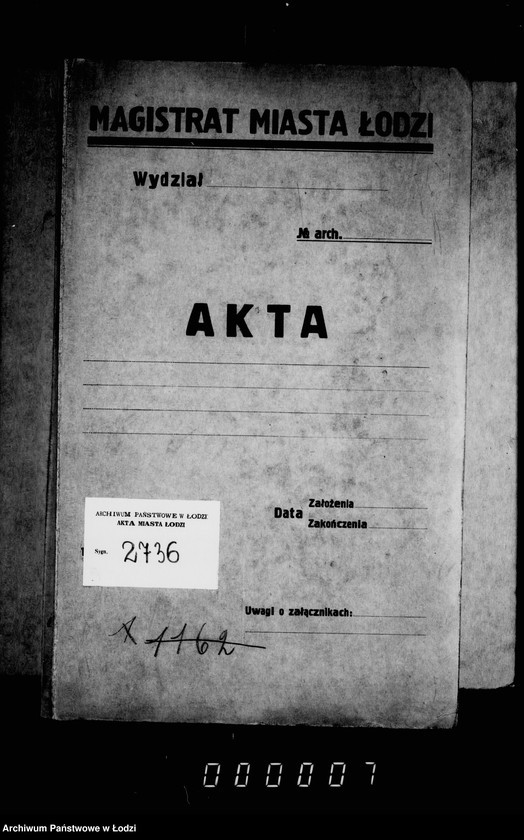 MAGISTRAT MIASTA ŁODZI
Wydział
№ arch.
AKTA
Data
Założenia
Zakończenia
ARCHIWUM PAŃSTWOWE W ŁODZI
AKTA MIASTA ŁODZI
Sygn. 2736
Uwagi o załącznikach:
1162
000007
Archiwum Państwowe w Łodzi